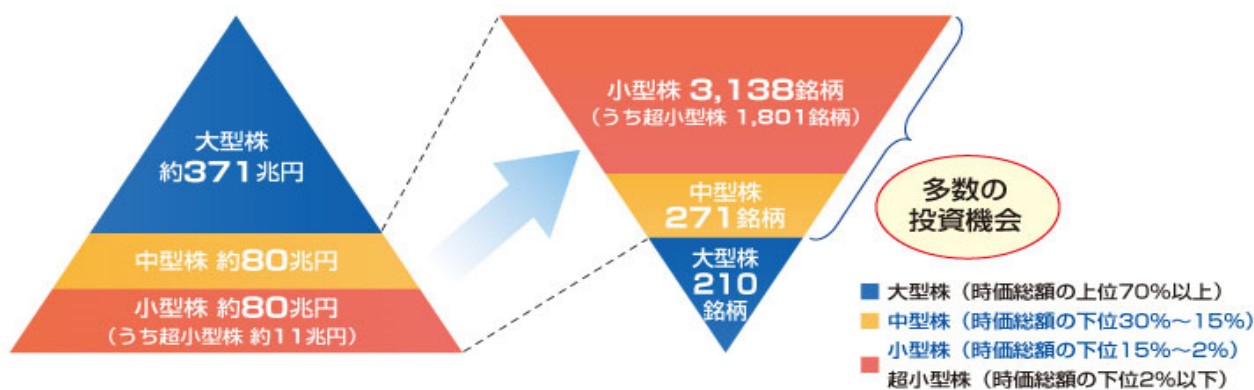 大型株
約371兆円
中型株 約80兆円
小型株 約80兆円
（うち超小型株 約11兆円）
小型株 3,138銘柄
（うち超小型株 1,801銘柄）
中型株
271銘柄
大型株
210
銘柄
多数の
投資機会
大型株（時価総額の上位70%以上）
中型株（時価総額の下位30%～15%）
小型株（時価総額の下位15%～2%）
超小型株（時価総額の下位2%以下）